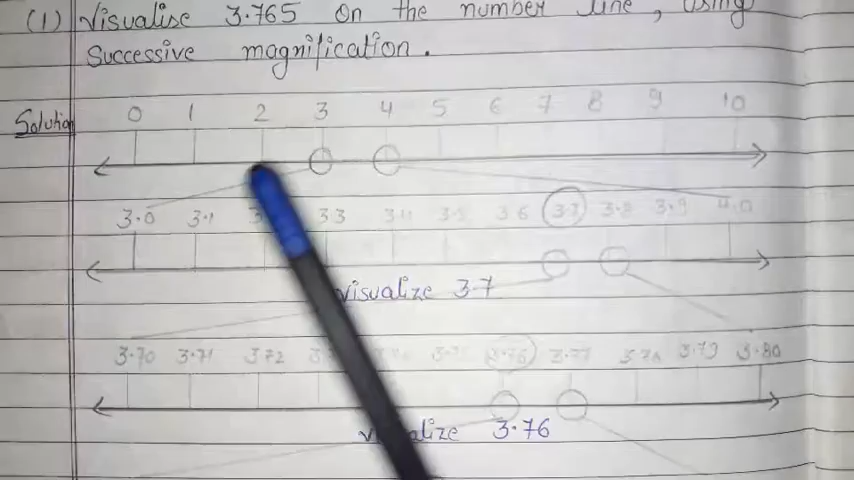 (1) Visualise 3.765 on the number line, using
Successive magnification.
Solution
0 1 2 3 4 5 6 7 8 9 10
3.0 3.1 3.3 3.4 3.5 3.6 3.7 3.8 3.9 4.0
visualize 3.7
3.70 3.71 3.72 3.76 3.77 3.78 3.79 3.80
visualize 3.76